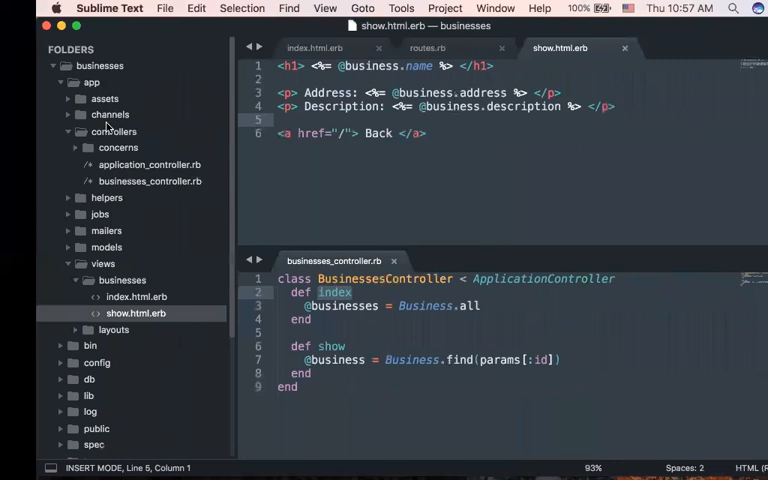 Sublime Text File Edit Selection Find View Goto Tools Project Window Help 100% Thu 10:57 AM
show.html.erb — businesses
FOLDERS
businesses
app
assets
channels
controllers
concerns
application_controller.rb
businesses_controller.rb
helpers
jobs
mailers
models
views
businesses
index.html.erb
show.html.erb
layouts
bin
config
db
lib
log
public
spec
index.html.erb × routes.rb × show.html.erb ×
1 <h1> <%= @business.name %> </h1>
2
3 <p> Address: <%= @business.address %> </p>
4 <p> Description: <%= @business.description %> </p>
5
6 <a href="/"> Back </a>
businesses_controller.rb ×
1 class BusinessesController < ApplicationController
2 def index
3 @businesses = Business.all
4 end
5
6 def show
7 @business = Business.find(params[:id])
8 end
9 end
INSERT MODE, Line 5, Column 1 93% Spaces: 2 HTML (R